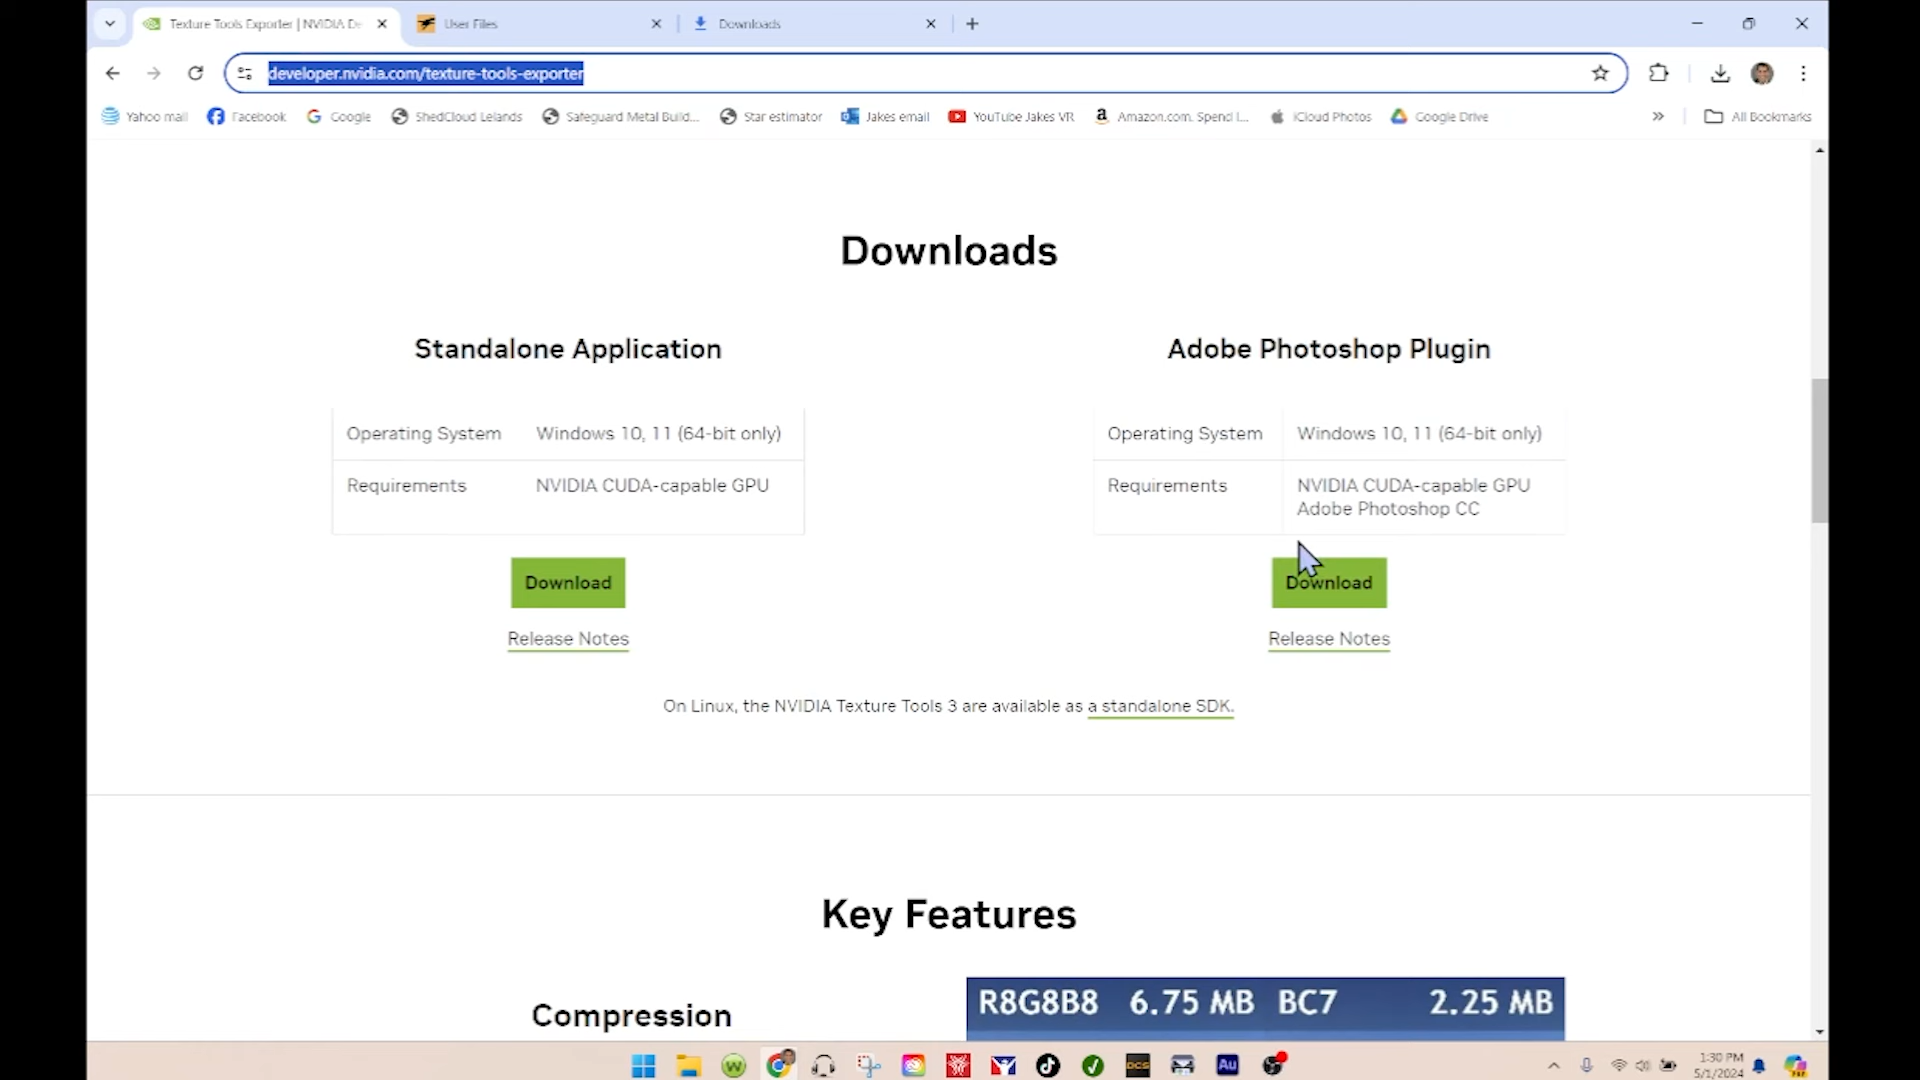 Texture Tools Exporter | NVIDIA De
User Files
Downloads
developer.nvidia.com/texture-tools-exporter
Yahoo mail
Facebook
Google
ShedCloud Lelands
Safeguard Metal Build...
Star estimator
Jakes email
YouTube Jakes VR
Amazon.com. Spend l...
iCloud Photos
Google Drive
All Bookmarks
Downloads
Standalone Application
Adobe Photoshop Plugin
Operating System Windows 10, 11 (64-bit only)
Operating System Windows 10, 11 (64-bit only)
Requirements NVIDIA CUDA-capable GPU
Requirements NVIDIA CUDA-capable GPU
Adobe Photoshop CC
Download
Download
Release Notes
Release Notes
On Linux, the NVIDIA Texture Tools 3 are available as a standalone SDK.
Key Features
Compression
R8G8B8 6.75 MB BC7 2.25 MB
DCS
Au
1:30 PM
5/1/2024